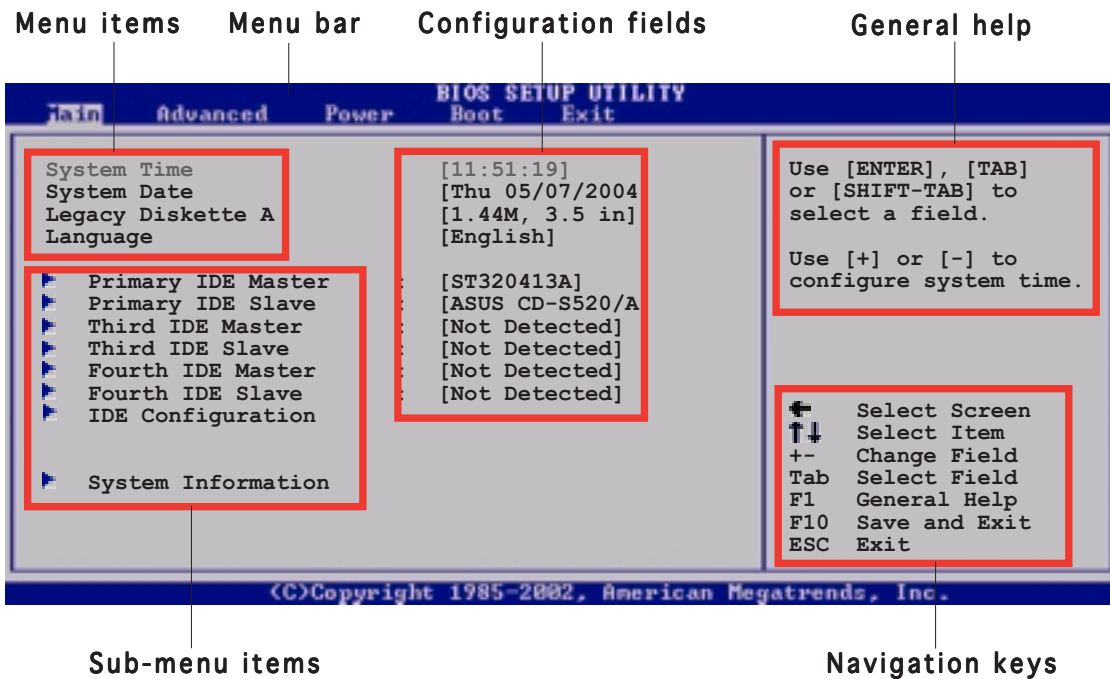 Menu items Menu bar Configuration fields General help
BIOS SETUP UTILITY
Main Advanced Power Boot Exit
System Time [11:51:19]
System Date [Thu 05/07/2004
Legacy Diskette A [1.44M, 3.5 in]
Language [English]
Primary IDE Master : [ST320413A]
Primary IDE Slave : [ASUS CD-S520/A
Third IDE Master : [Not Detected]
Third IDE Slave : [Not Detected]
Fourth IDE Master : [Not Detected]
Fourth IDE Slave : [Not Detected]
IDE Configuration
System Information
Use [ENTER], [TAB]
or [SHIFT-TAB] to
select a field.
Use [+] or [-] to
configure system time.
← Select Screen
↑↓ Select Item
+- Change Field
Tab Select Field
F1 General Help
F10 Save and Exit
ESC Exit
(C)Copyright 1985-2002, American Megatrends, Inc.
Sub-menu items Navigation keys